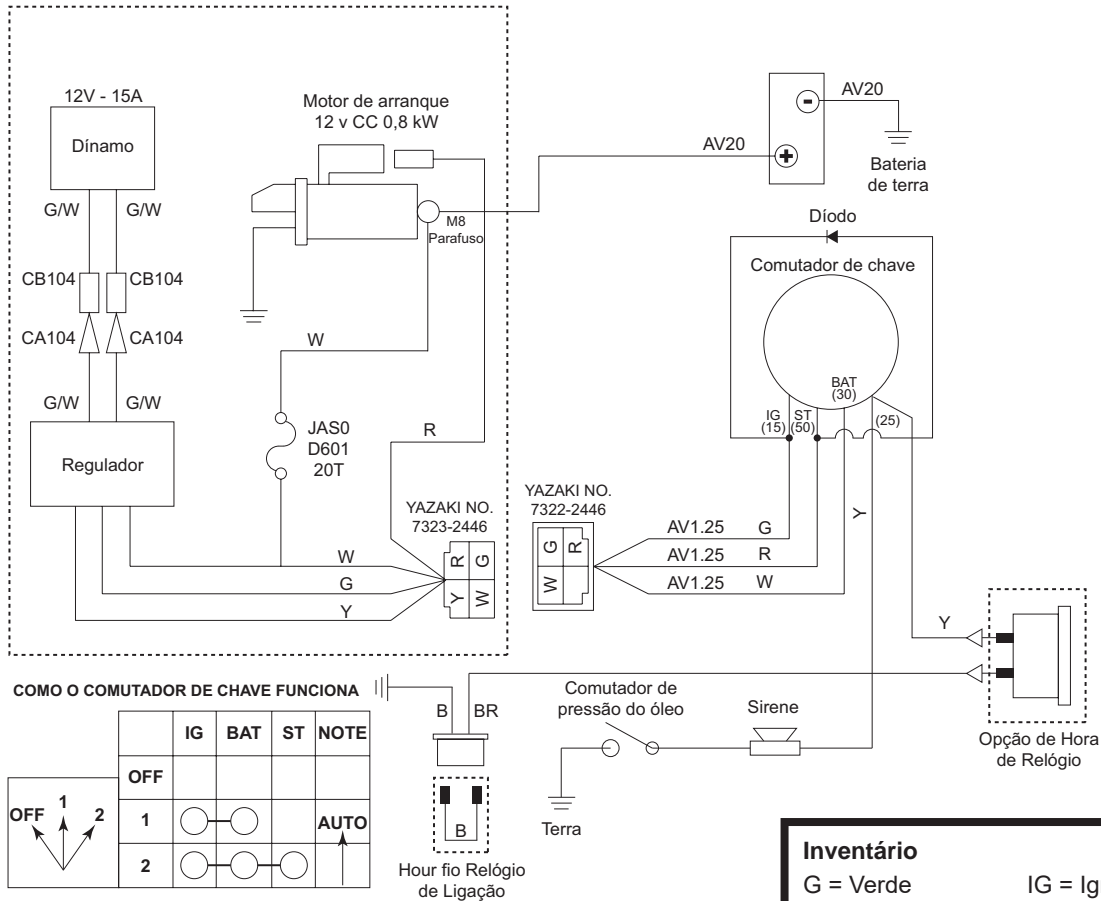 12V - 15A
Dínamo
G/W
G/W
CB104
CB104
CA104
CA104
G/W
G/W
Regulador
Motor de arranque
12 v CC 0,8 kW
M8
Parafuso
W
JAS0
D601
20T
R
YAZAKI NO.
7323-2446
R
G
Y
W
W
G
Y
AV20
AV20
Bateria
de terra
Díodo
Comutador de chave
BAT
(30)
IG
(15)
ST
(50)
(25)
YAZAKI NO.
7322-2446
G
R
W
AV1.25 G
AV1.25 R
AV1.25 W
Y
Y
Opção de Hora
de Relógio
COMO O COMUTADOR DE CHAVE FUNCIONA
IG BAT ST NOTE
OFF
1
AUTO
2
OFF 1 2
B
BR
B
Hour fio Relógio
de Ligação
Comutador de
pressão do óleo
Terra
Sirene
Inventário
G = Verde